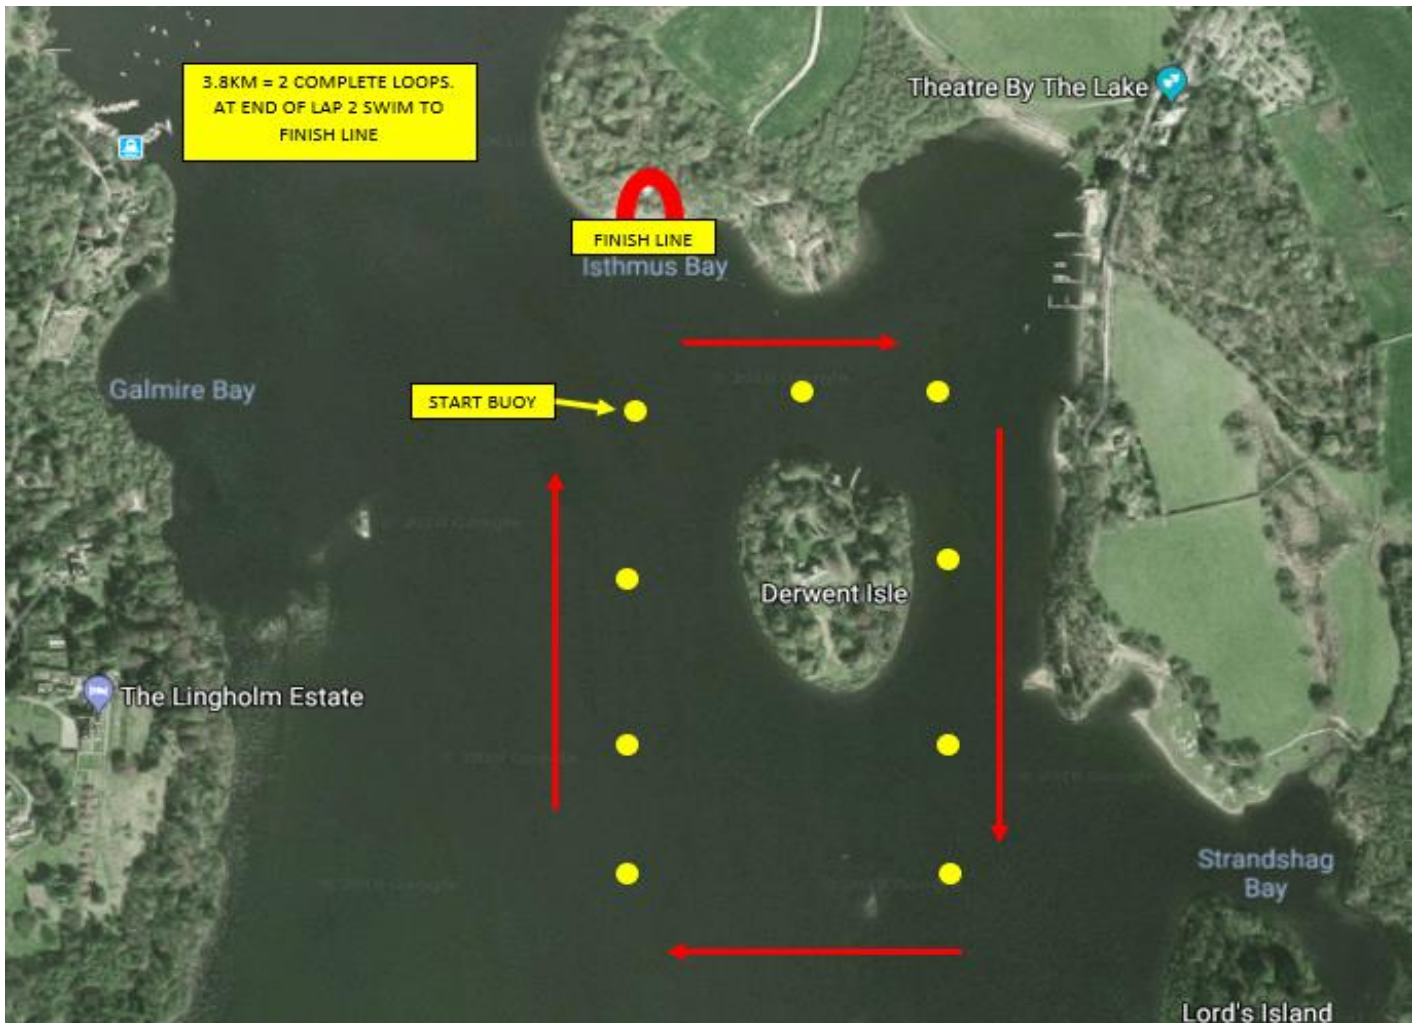 3.8KM = 2 COMPLETE LOOPS.
AT END OF LAP 2 SWIM TO
FINISH LINE
Theatre By The Lake
FINISH LINE
Isthmus Bay
Galmire Bay
START BUOY
Derwent Isle
The Lingholm Estate
Strandshag
Bay
Lord's Island